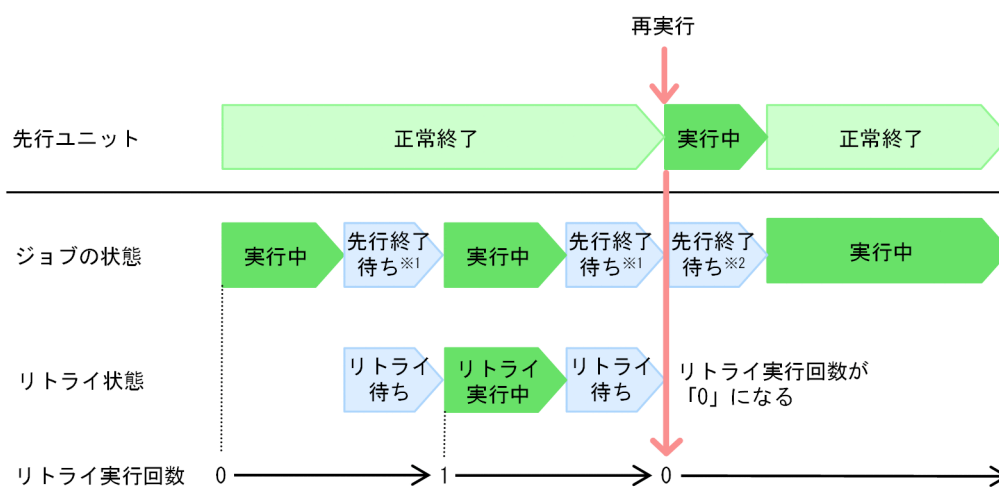 再実行
先行ユニット
正常終了
実行中
正常終了
ジョブの状態
実行中
先行終了
待ち※1
実行中
先行終了
待ち※1
先行終了
待ち※2
実行中
リトライ状態
リトライ
待ち
リトライ
実行中
リトライ
待ち
リトライ実行回数が
「0」になる
リトライ実行回数
0
1
0